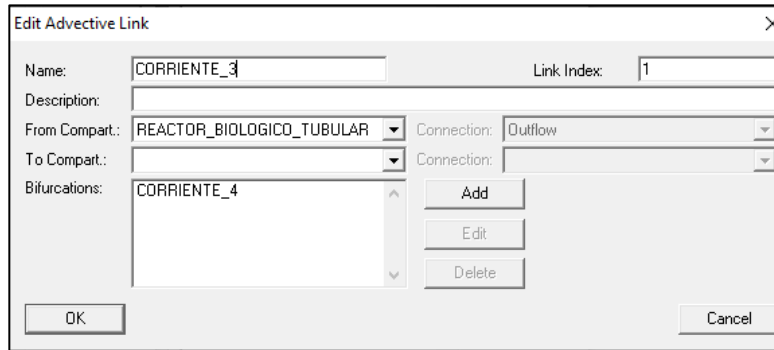 Edit Advective Link
Name: CORRIENTE_3 Link Index: 1
Description:
From Compart.: REACTOR_BIOLOGICO_TUBULAR Connection: Outflow
To Compart.: Connection:
Bifurcations: CORRIENTE_4 Add
Edit
Delete
OK Cancel